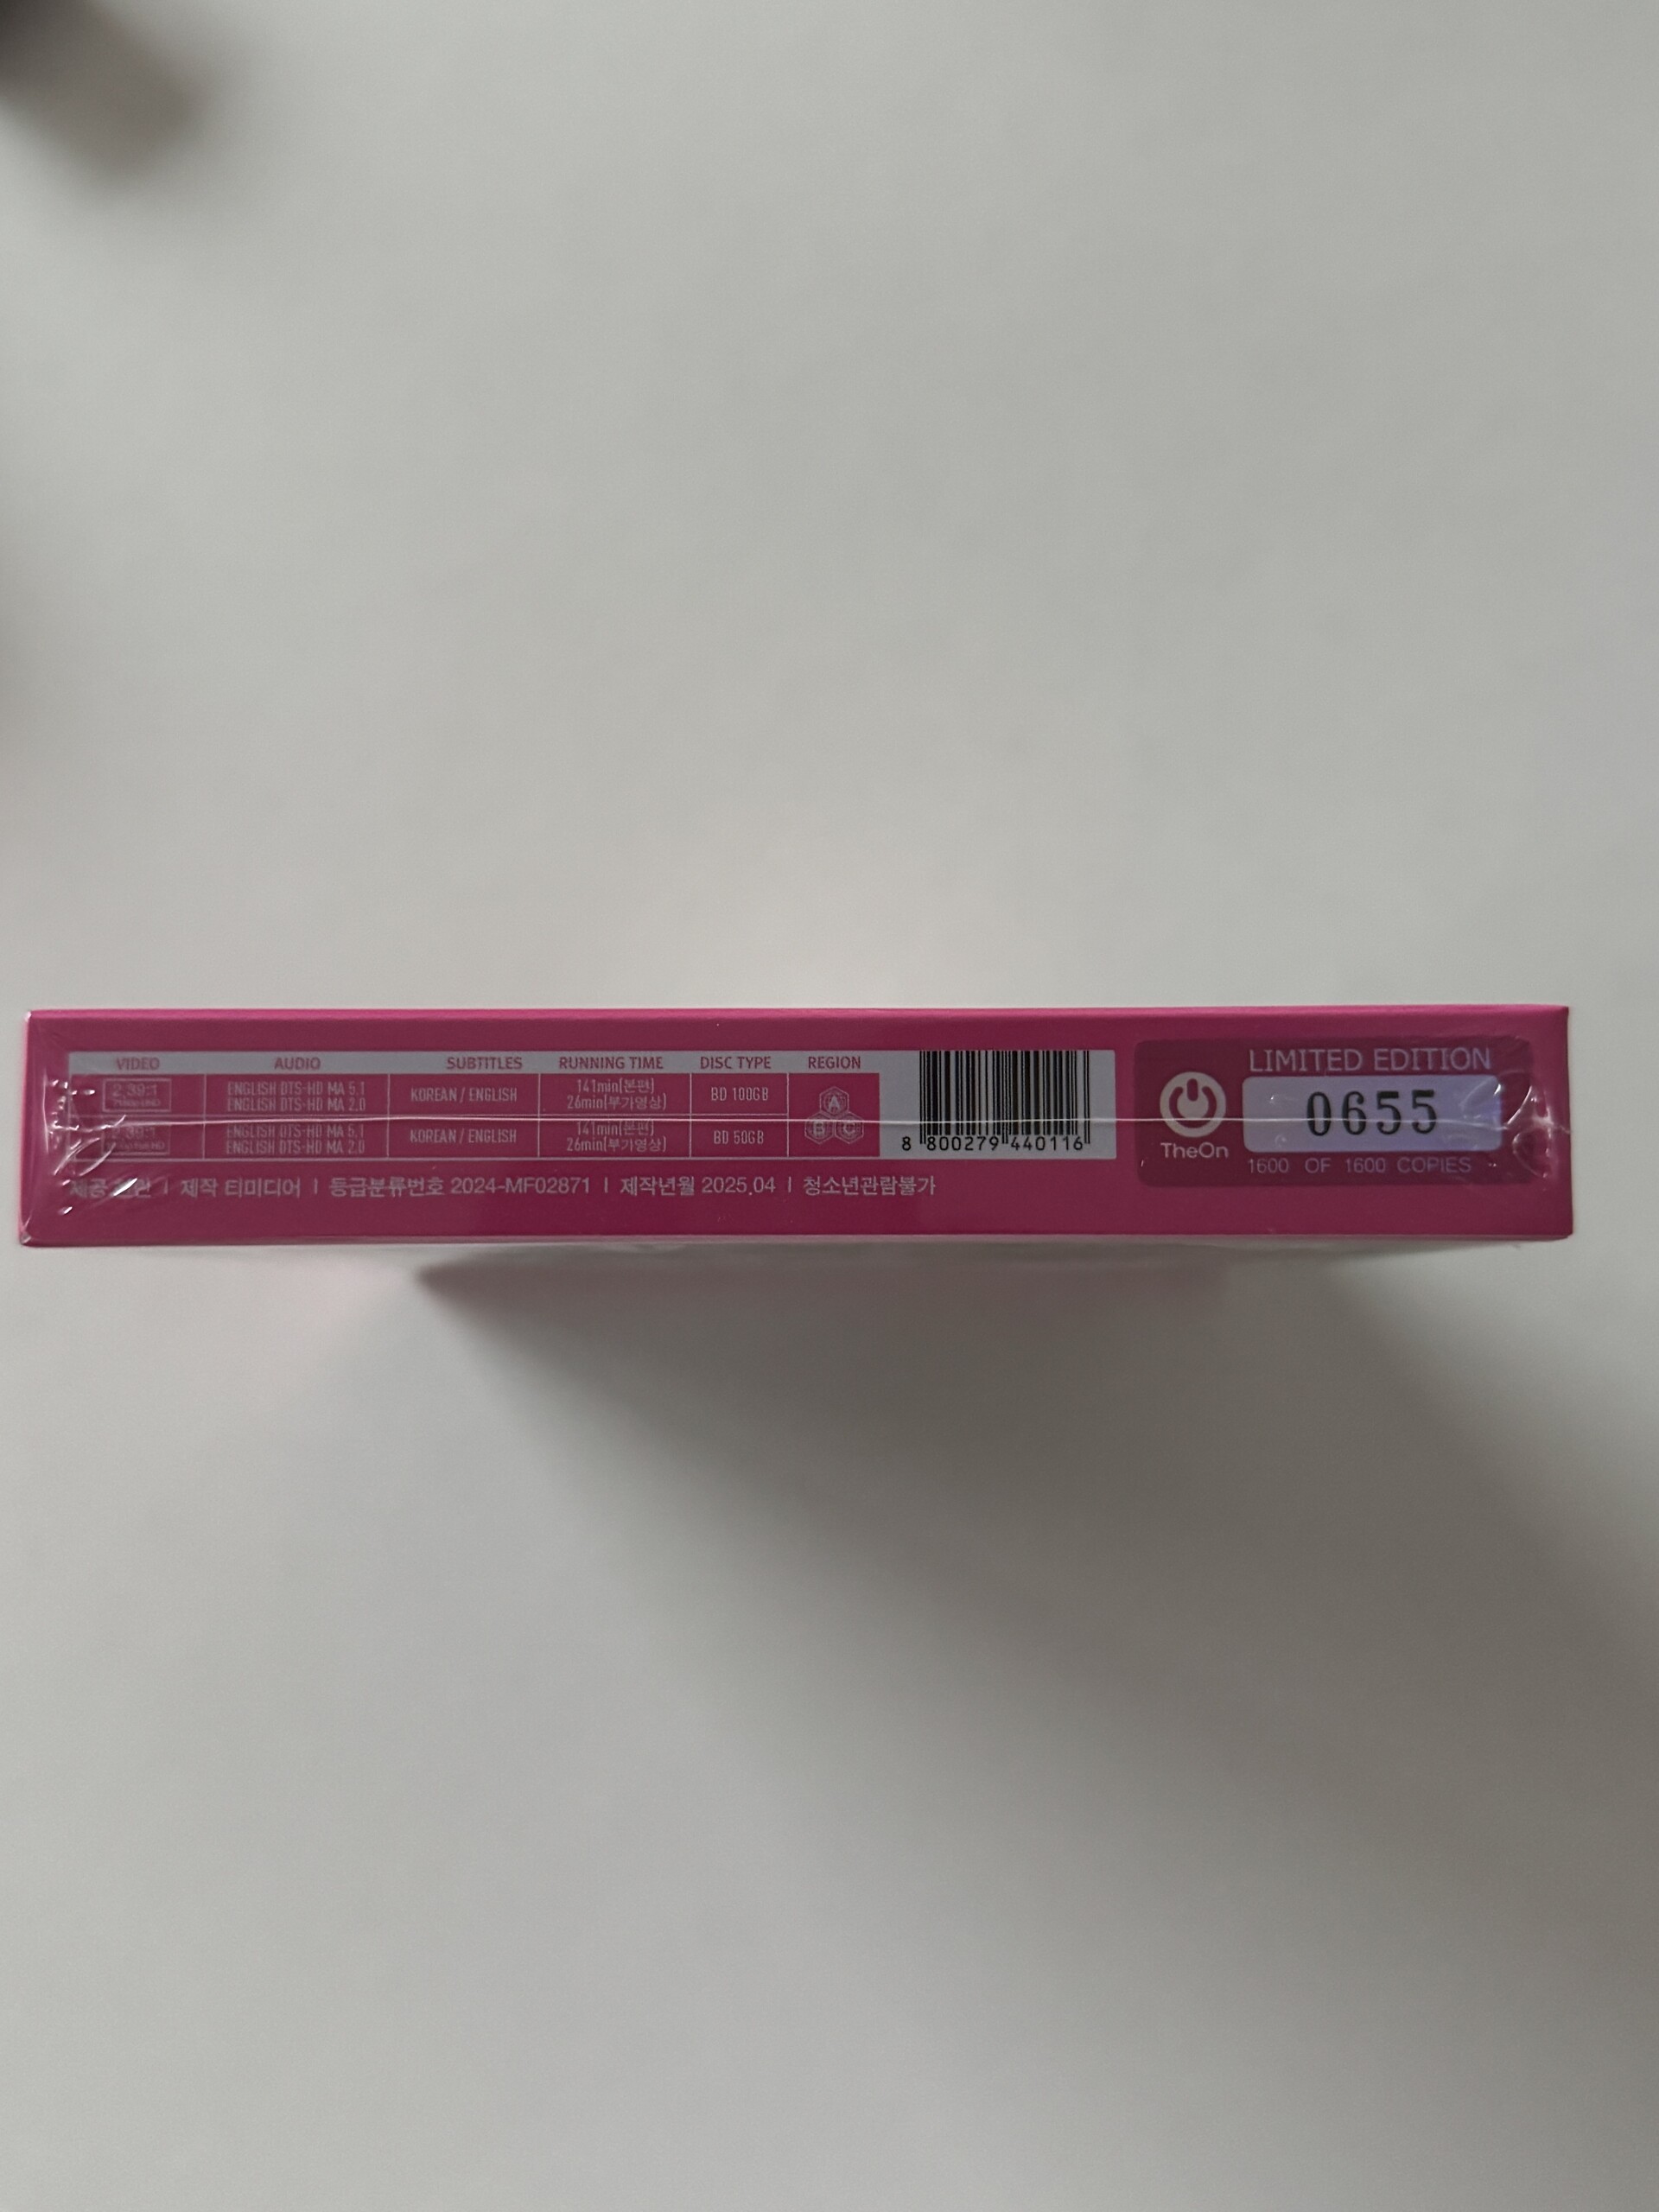 VIDEO AUDIO SUBTITLES RUNNING TIME DISC TYPE REGION
2.39:1 ENGLISH DTS-HD MA 5.1 KOREAN / ENGLISH 141min(본편) BD 100GB A
ENGLISH DTS-HD MA 2.0 26min(부가영상)
2.39:1 ENGLISH DTS-HD MA 5.1 KOREAN / ENGLISH 141min(본편) BD 50GB B C
ENGLISH DTS-HD MA 2.0 26min(부가영상)
제공 | 제작 티미디어 | 등급분류번호 2024-MF02871 | 제작년월 2025.04 | 청소년관람불가
8 800279 440116
TheOn
LIMITED EDITION
0655
1600 OF 1600 COPIES